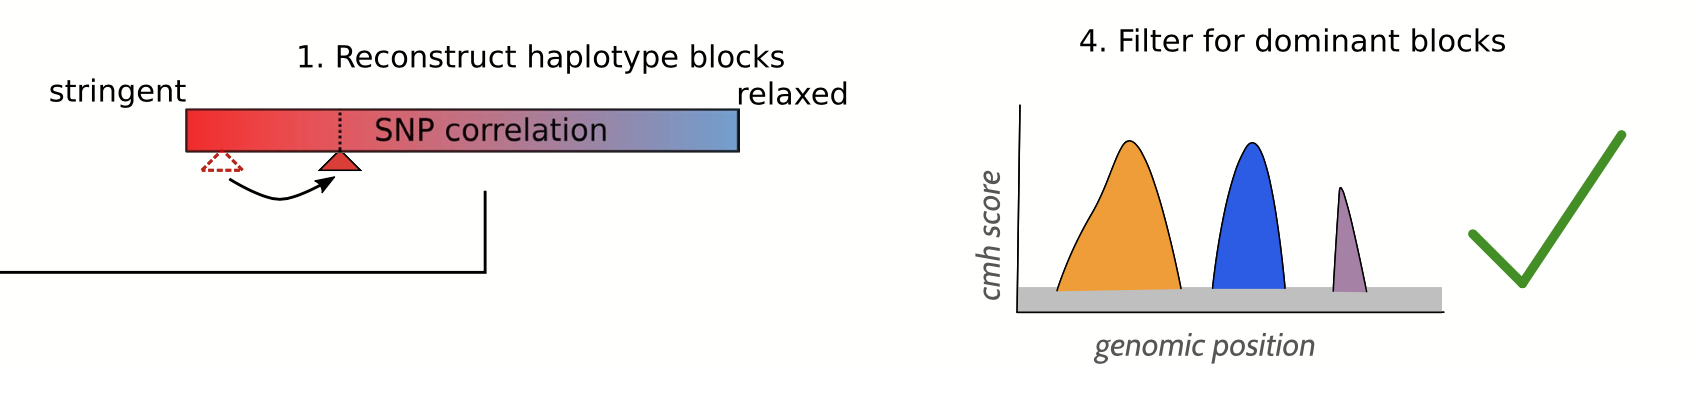 1. Reconstruct haplotype blocks
stringent
relaxed
SNP correlation
4. Filter for dominant blocks
cmh score
genomic position